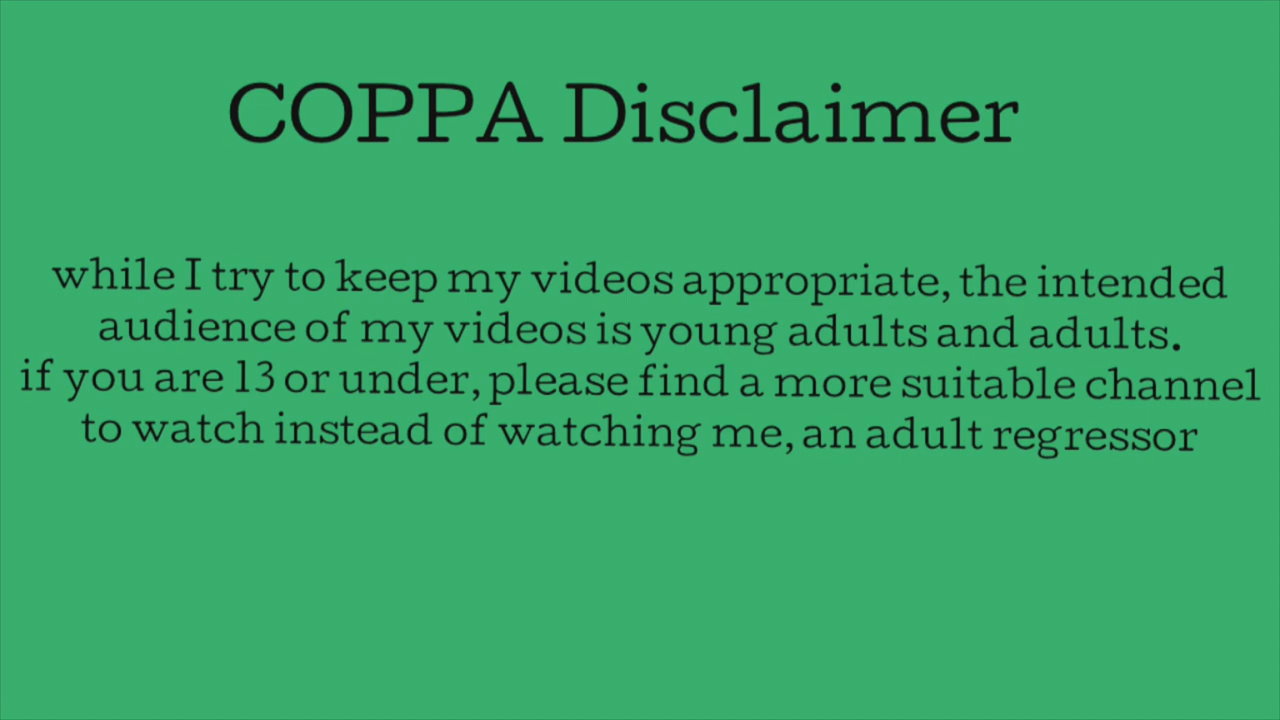 COPPA Disclaimer
while I try to keep my videos appropriate, the intended
audience of my videos is young adults and adults.
if you are 13 or under, please find a more suitable channel
to watch instead of watching me, an adult regressor